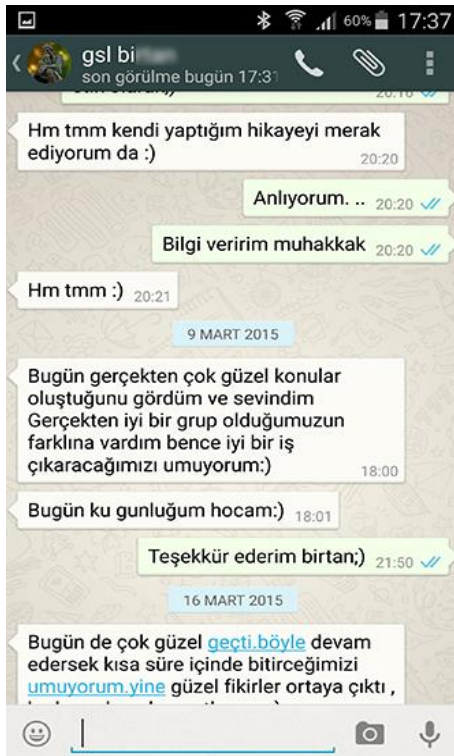 60% 17:37
gsl bi
son görülme bugün 17:31
20:16
Hm tmm kendi yaptığım hikayeyi merak
ediyorum da :)
20:20
Anlıyorum. .. 20:20
Bilgi veririm muhakkak 20:20
Hm tmm :) 20:21
9 MART 2015
Bugün gerçekten çok güzel konular
oluştuğunu gördüm ve sevindim
Gerçekten iyi bir grup olduğumuzun
farklına vardım bence iyi bir iş
çıkaracağımızı umuyorum:)
18:00
Bugün ku gunluğum hocam:) 18:01
Teşekkür ederim birtan;) 21:50
16 MART 2015
Bugün de çok güzel geçti.böyle devam
edersek kısa süre içinde bitirceğimizi
umuyorum.yine güzel fikirler ortaya çıktı ,